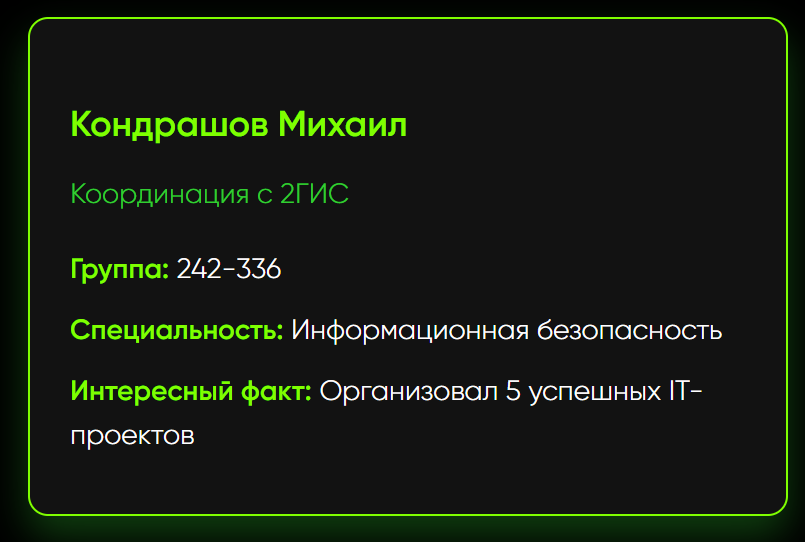 Кондрашов Михаил
Координация с 2ГИС
Группа: 242-336
Специальность: Информационная безопасность
Интересный факт: Организовал 5 успешных IT-
проектов